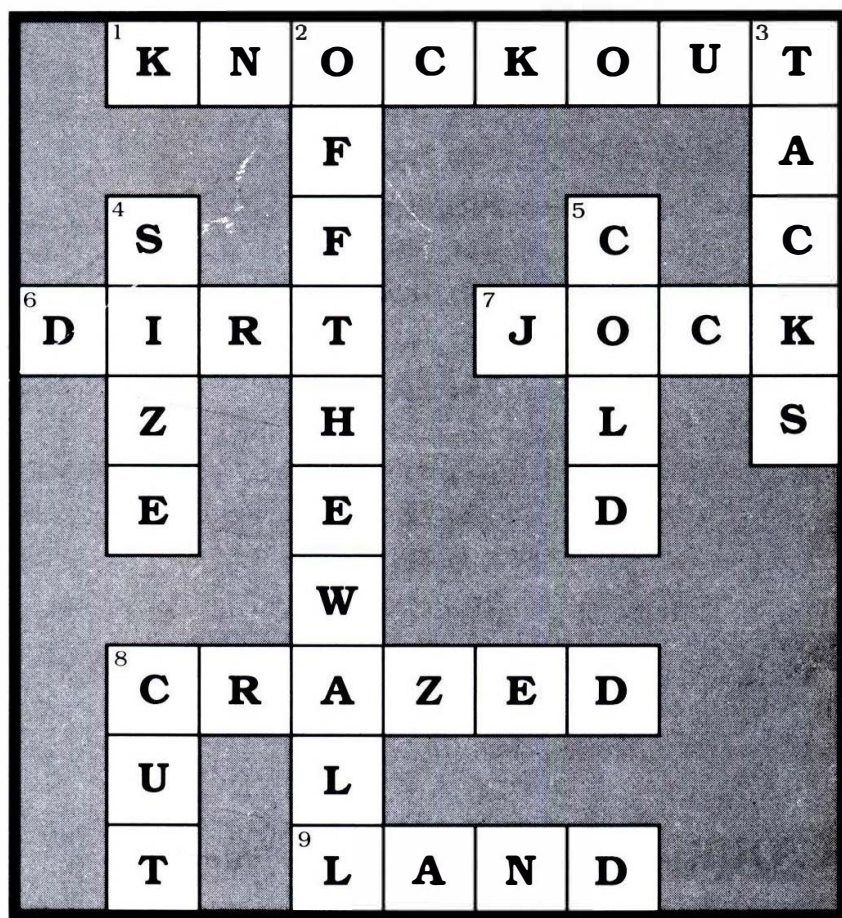 1 K N 2 O C K O U 3 T
F A
4 S F 5 C C
6 D I R T 7 J O C K
Z H L S
E E D
W
8 C R A Z E D
U L
T 9 L A N D